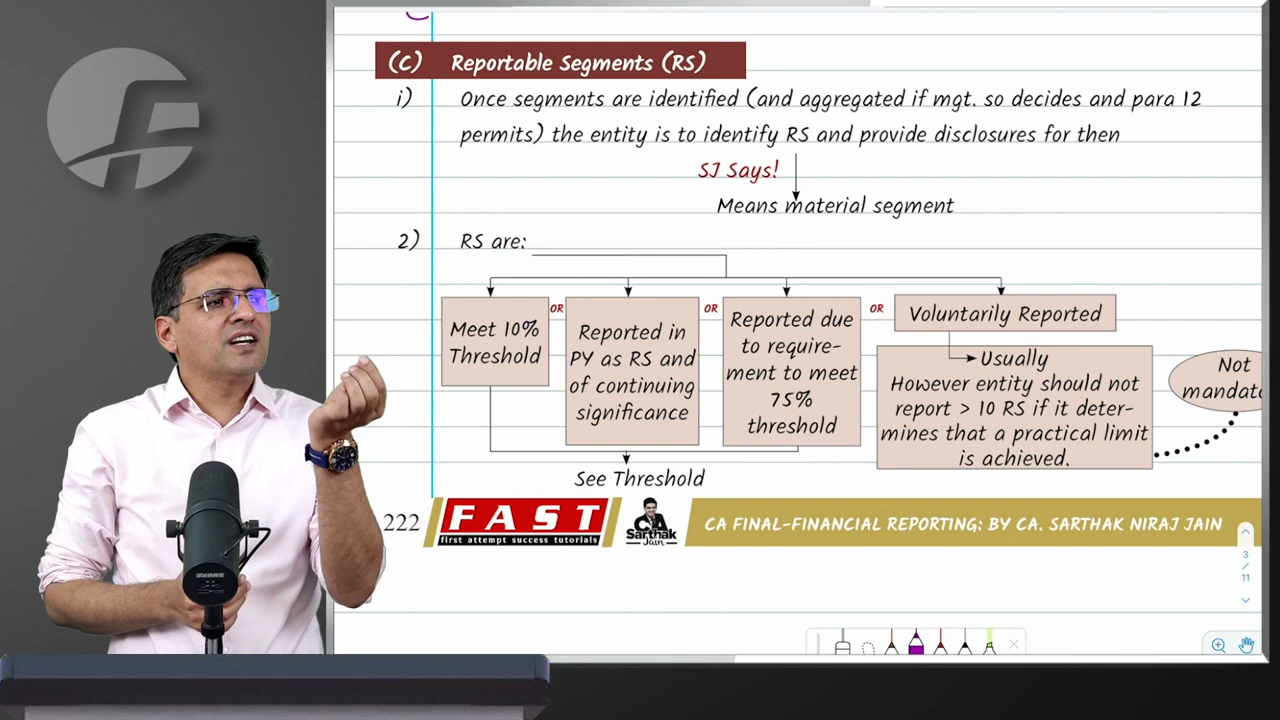 (C) Reportable Segments (RS)
i) Once segments are identified (and aggregated if mgt. so decides and para 12
permits) the entity is to identify RS and provide disclosures for then
SJ Says!
Means material segment
2) RS are:
Meet 10%
Threshold
OR
Reported in
PY as RS and
of continuing
significance
OR
Reported due
to require-
ment to meet
75%
threshold
OR
Voluntarily Reported
Usually
However entity should not
report > 10 RS if it deter-
mines that a practical limit
is achieved.
Not
See Threshold
222
FAST
first attempt success tutorials
CA
Sarthak
Jain
CA FINAL-FINANCIAL REPORTING: BY CA. SARTHAK NIRAJ JAIN
3
/
11
SHURE